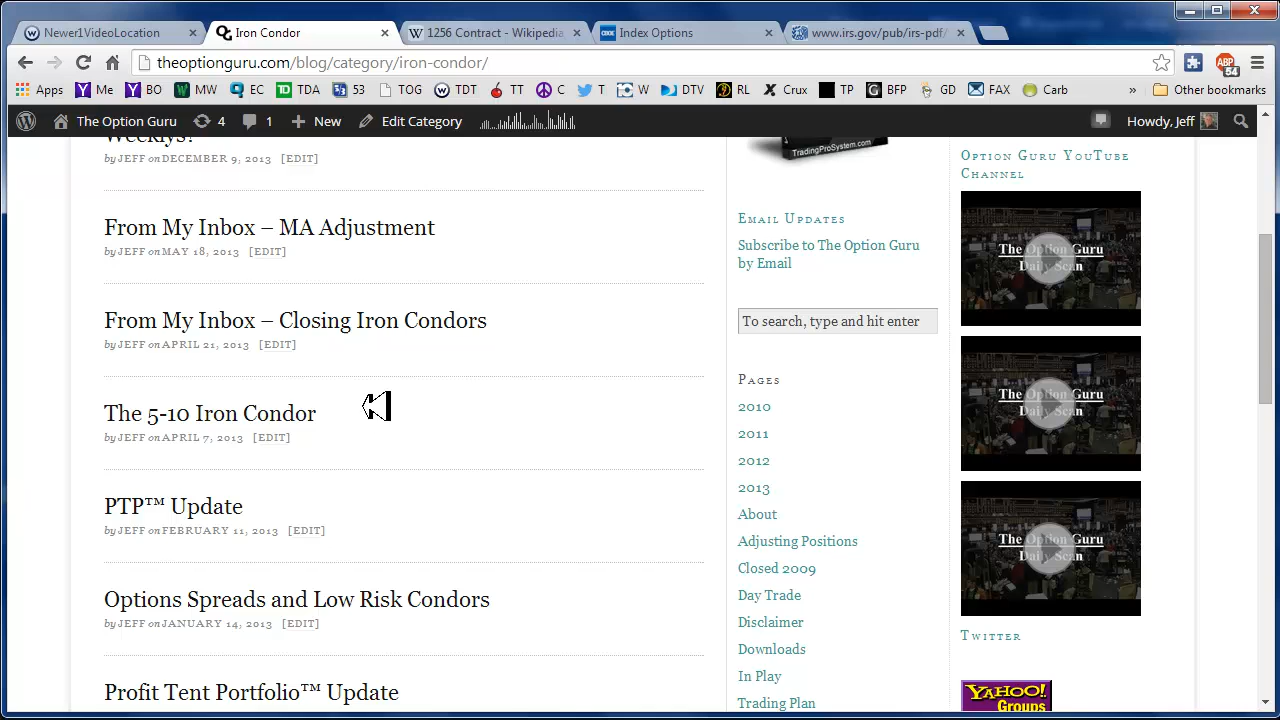 Newer1VideoLocation
Iron Condor
1256 Contract - Wikipedia,
Index Options
www.irs.gov/pub/irs-pdf/
theoptionguru.com/blog/category/iron-condor/
ABP
54
Apps
Me
BO
MW
EC
TDA
53
TOG
TDT
TT
C
T
W
DTV
RL
Crux
TP
BFP
GD
FAX
Carb
»
Other bookmarks
The Option Guru
4
1
New
Edit Category
Howdy, Jeff
Weeklys?
by JEFF on DECEMBER 9, 2013 [EDIT]
From My Inbox – MA Adjustment
by JEFF on MAY 18, 2013 [EDIT]
From My Inbox – Closing Iron Condors
by JEFF on APRIL 21, 2013 [EDIT]
The 5-10 Iron Condor
by JEFF on APRIL 7, 2013 [EDIT]
PTP™ Update
by JEFF on FEBRUARY 11, 2013 [EDIT]
Options Spreads and Low Risk Condors
by JEFF on JANUARY 14, 2013 [EDIT]
Profit Tent Portfolio™ Update
TradingProSystem.com
Email Updates
Subscribe to The Option Guru
by Email
To search, type and hit enter
Pages
2010
2011
2012
2013
About
Adjusting Positions
Closed 2009
Day Trade
Disclaimer
Downloads
In Play
Trading Plan
Option Guru YouTube
Channel
The Option Guru
Daily Scan
The Option Guru
Daily Scan
The Option Guru
Daily Scan
Twitter
YAHOO!
Groups